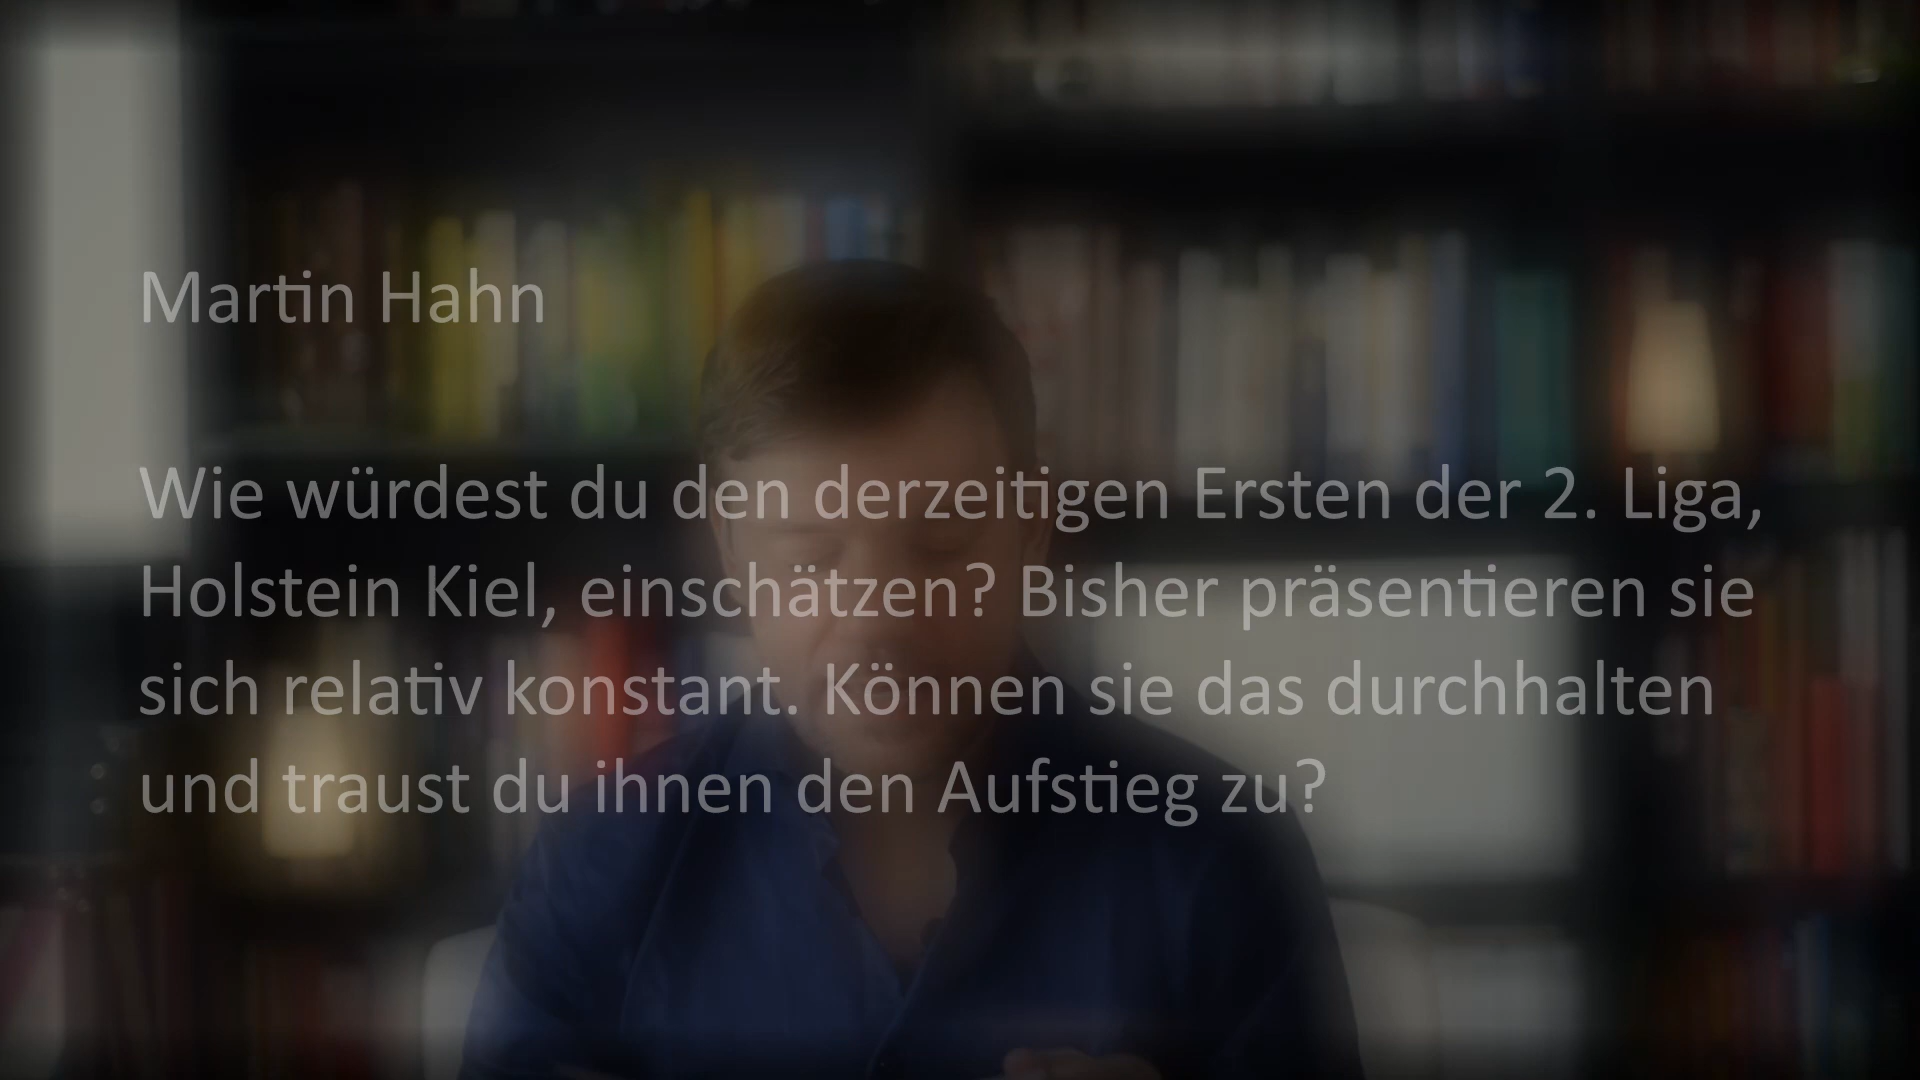 Martin Hahn
Wie würdest du den derzeitigen Ersten der 2. Liga,
Holstein Kiel, einschätzen? Bisher präsentieren sie
sich relativ konstant. Können sie das durchhalten
und traust du ihnen den Aufstieg zu?